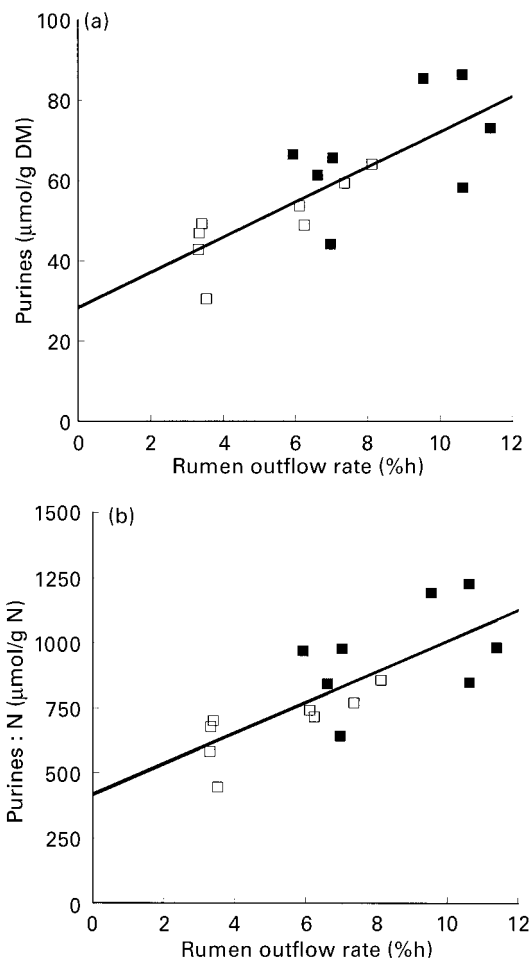 (a)
100
80
60
40
20
0
Purines (μmol/g DM)
0 2 4 6 8 10 12
Rumen outflow rate (%h)
(b)
1500
1250
1000
750
500
250
0
Purines : N (μmol/g N)
0 2 4 6 8 10 12
Rumen outflow rate (%h)